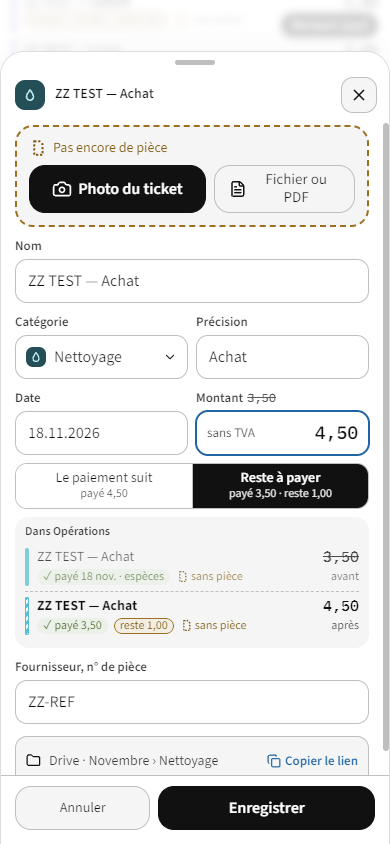 ZZ TEST — Achat
Pas encore de pièce
Photo du ticket
Fichier ou
PDF
Nom
ZZ TEST — Achat
Catégorie
Précision
Nettoyage
Achat
Date
Montant 3,50
18.11.2026
sans TVA 4,50
Le paiement suit
payé 4,50
Reste à payer
payé 3,50 · reste 1,00
Dans Opérations
ZZ TEST — Achat 3,50
✓ payé 18 nov. · espèces sans pièce avant
ZZ TEST — Achat 4,50
✓ payé 3,50 reste 1,00 sans pièce après
Fournisseur, n° de pièce
ZZ-REF
Drive · Novembre › Nettoyage Copier le lien
Annuler
Enregistrer